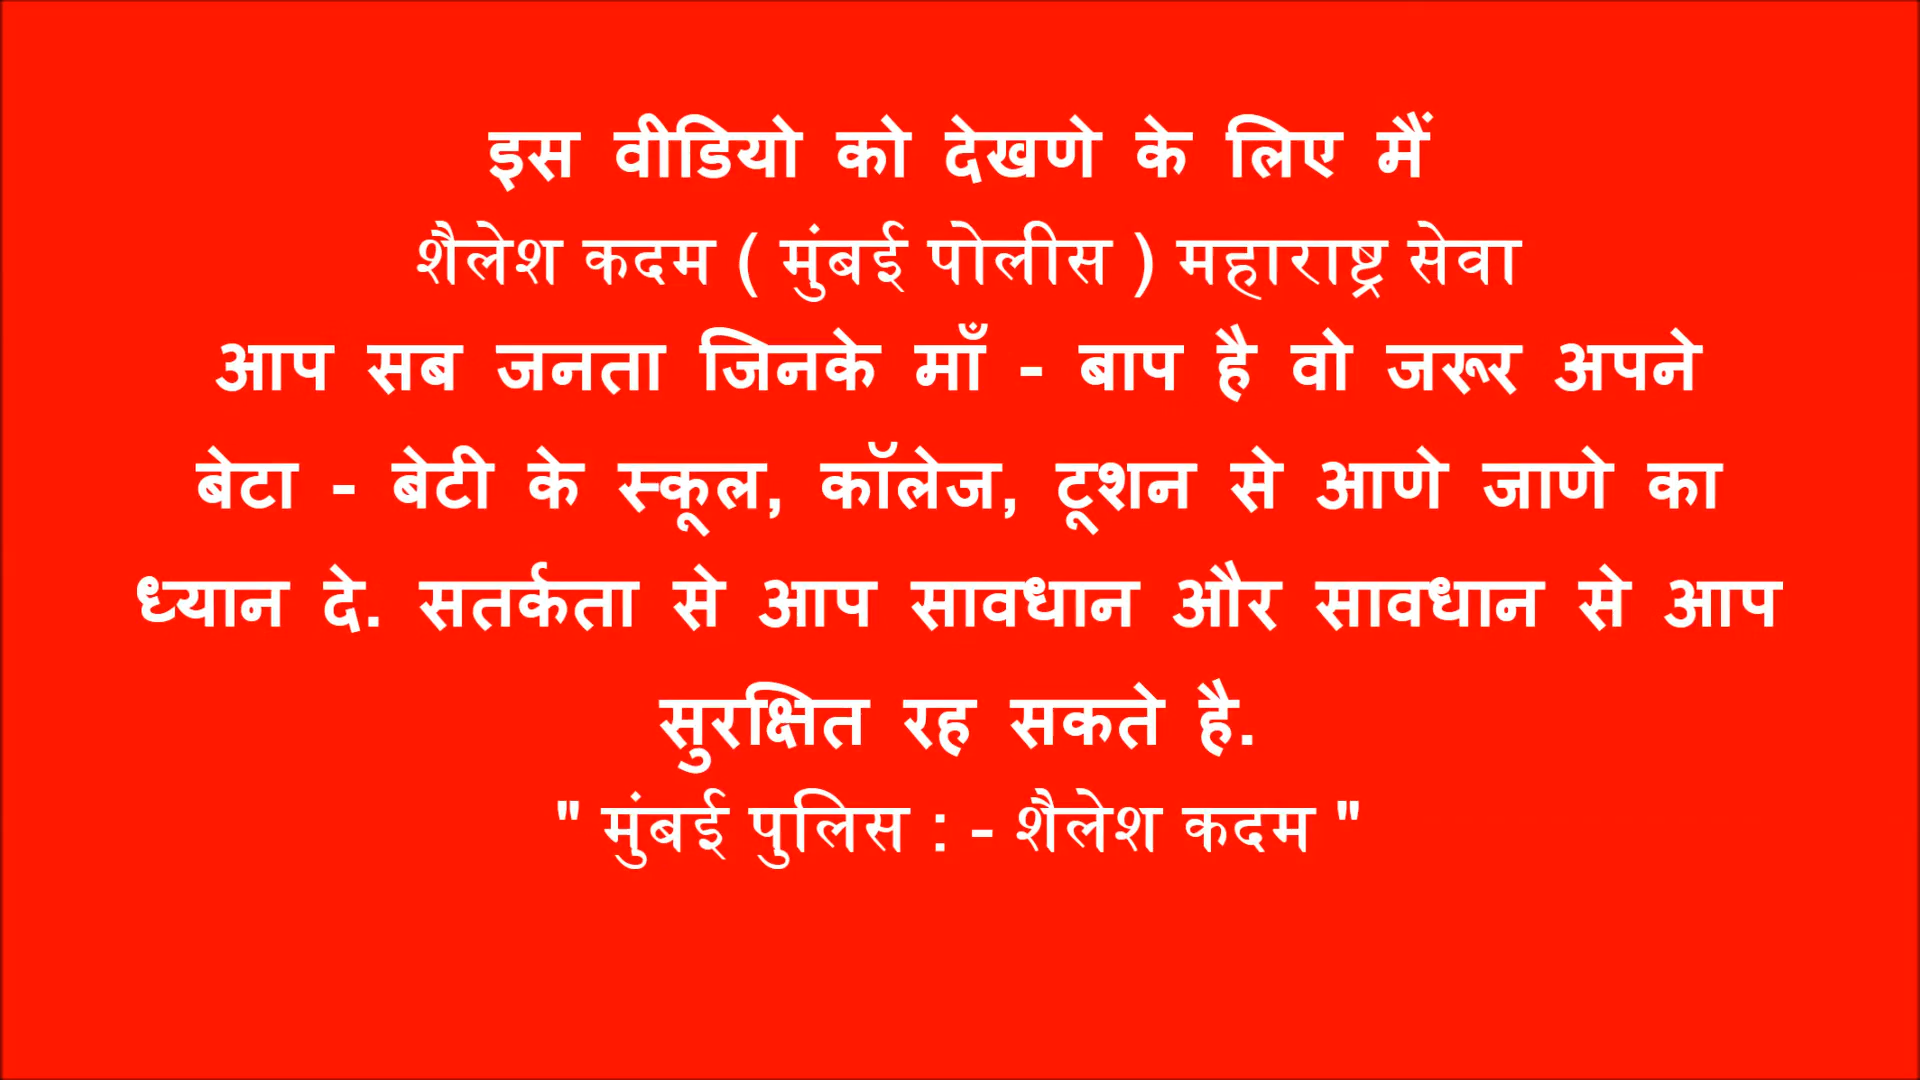 इस वीडियो को देखणे के लिए मैं
शैलेश कदम ( मुंबई पोलीस ) महाराष्ट्र सेवा
आप सब जनता जिनके माँ - बाप है वो जरूर अपने
बेटा - बेटी के स्कूल, कॉलेज, टूशन से आणे जाणे का
ध्यान दे. सतर्कता से आप सावधान और सावधान से आप
सुरक्षित रह सकते है.
" मुंबई पुलिस : - शैलेश कदम "